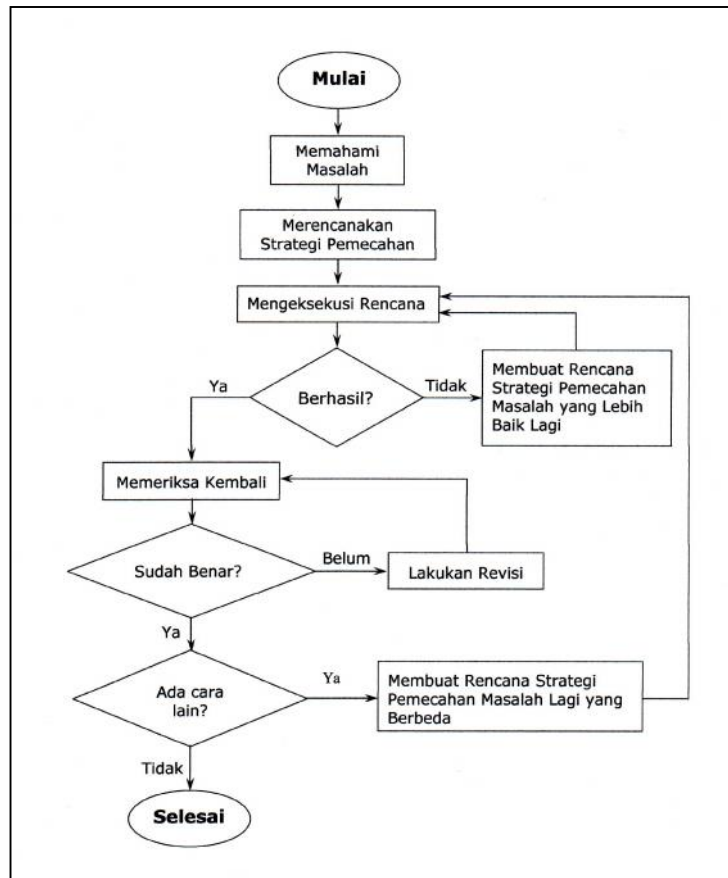 Mulai
Memahami
Masalah
Merencanakan
Strategi Pemecahan
Mengeksekusi Rencana
Berhasil?
Ya
Tidak
Membuat Rencana
Strategi Pemecahan
Masalah yang Lebih
Baik Lagi
Memeriksa Kembali
Sudah Benar?
Belum
Lakukan Revisi
Ya
Ada cara
lain?
Ya
Membuat Rencana Strategi
Pemecahan Masalah Lagi yang
Berbeda
Tidak
Selesai